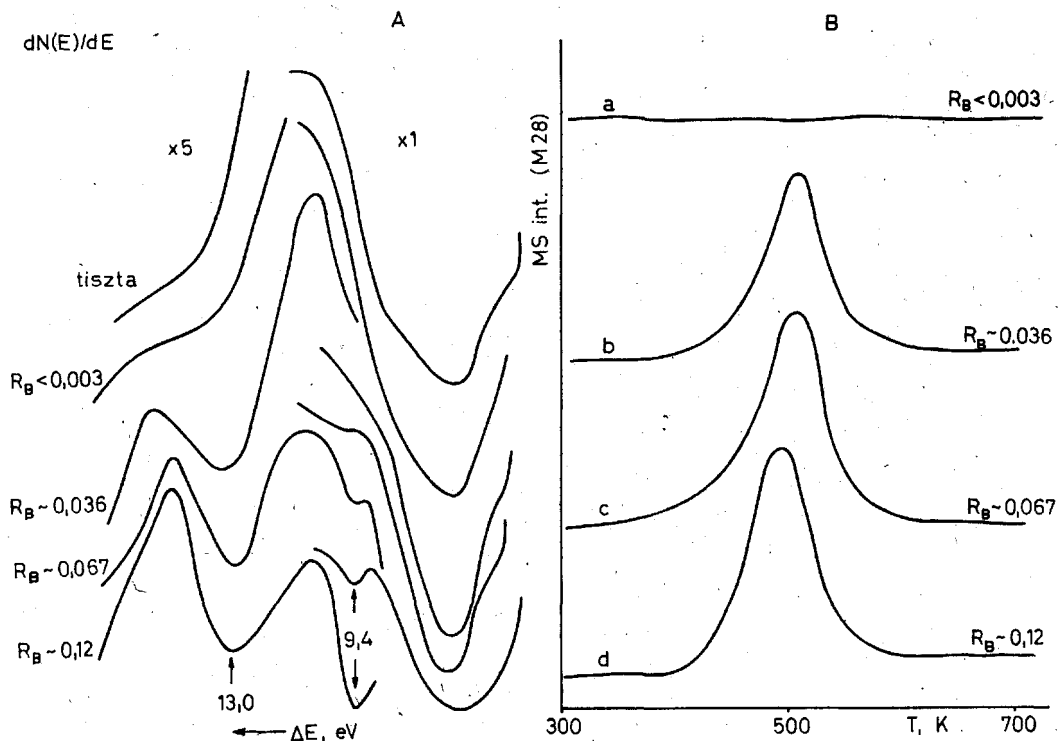 A
dN(E)/dE
x5
x1
tiszta
R_B<0,003
R_B~0,036
R_B~0,067
R_B~0,12
9,4
13,0
ΔE, eV
B
MS int. (M 28)
a
R_B<0,003
b
R_B~0,036
c
R_B~0,067
d
R_B~0,12
300
500
T, K
700